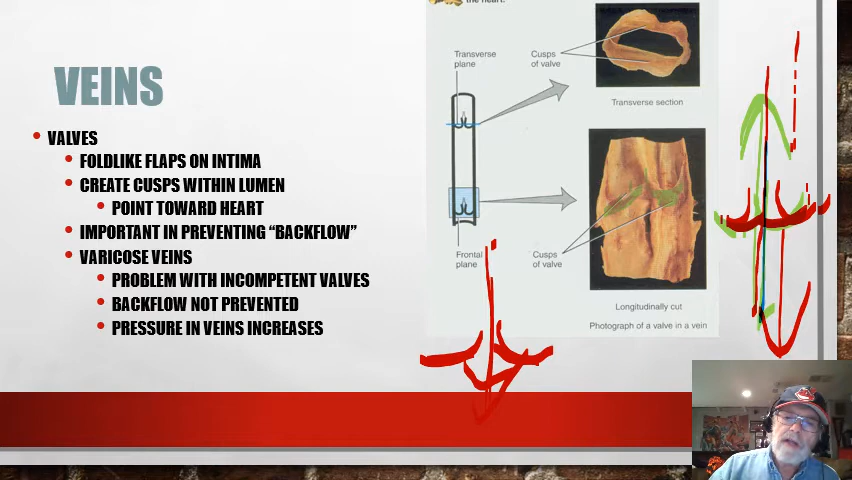 the heart.
VEINS
VALVES
FOLDLIKE FLAPS ON INTIMA
CREATE CUSPS WITHIN LUMEN
POINT TOWARD HEART
IMPORTANT IN PREVENTING “BACKFLOW”
VARICOSE VEINS
PROBLEM WITH INCOMPETENT VALVES
BACKFLOW NOT PREVENTED
PRESSURE IN VEINS INCREASES
Transverse
plane
Cusps
of valve
Transverse section
Frontal
plane
Cusps
of valve
Longitudinally cut
Photograph of a valve in a vein